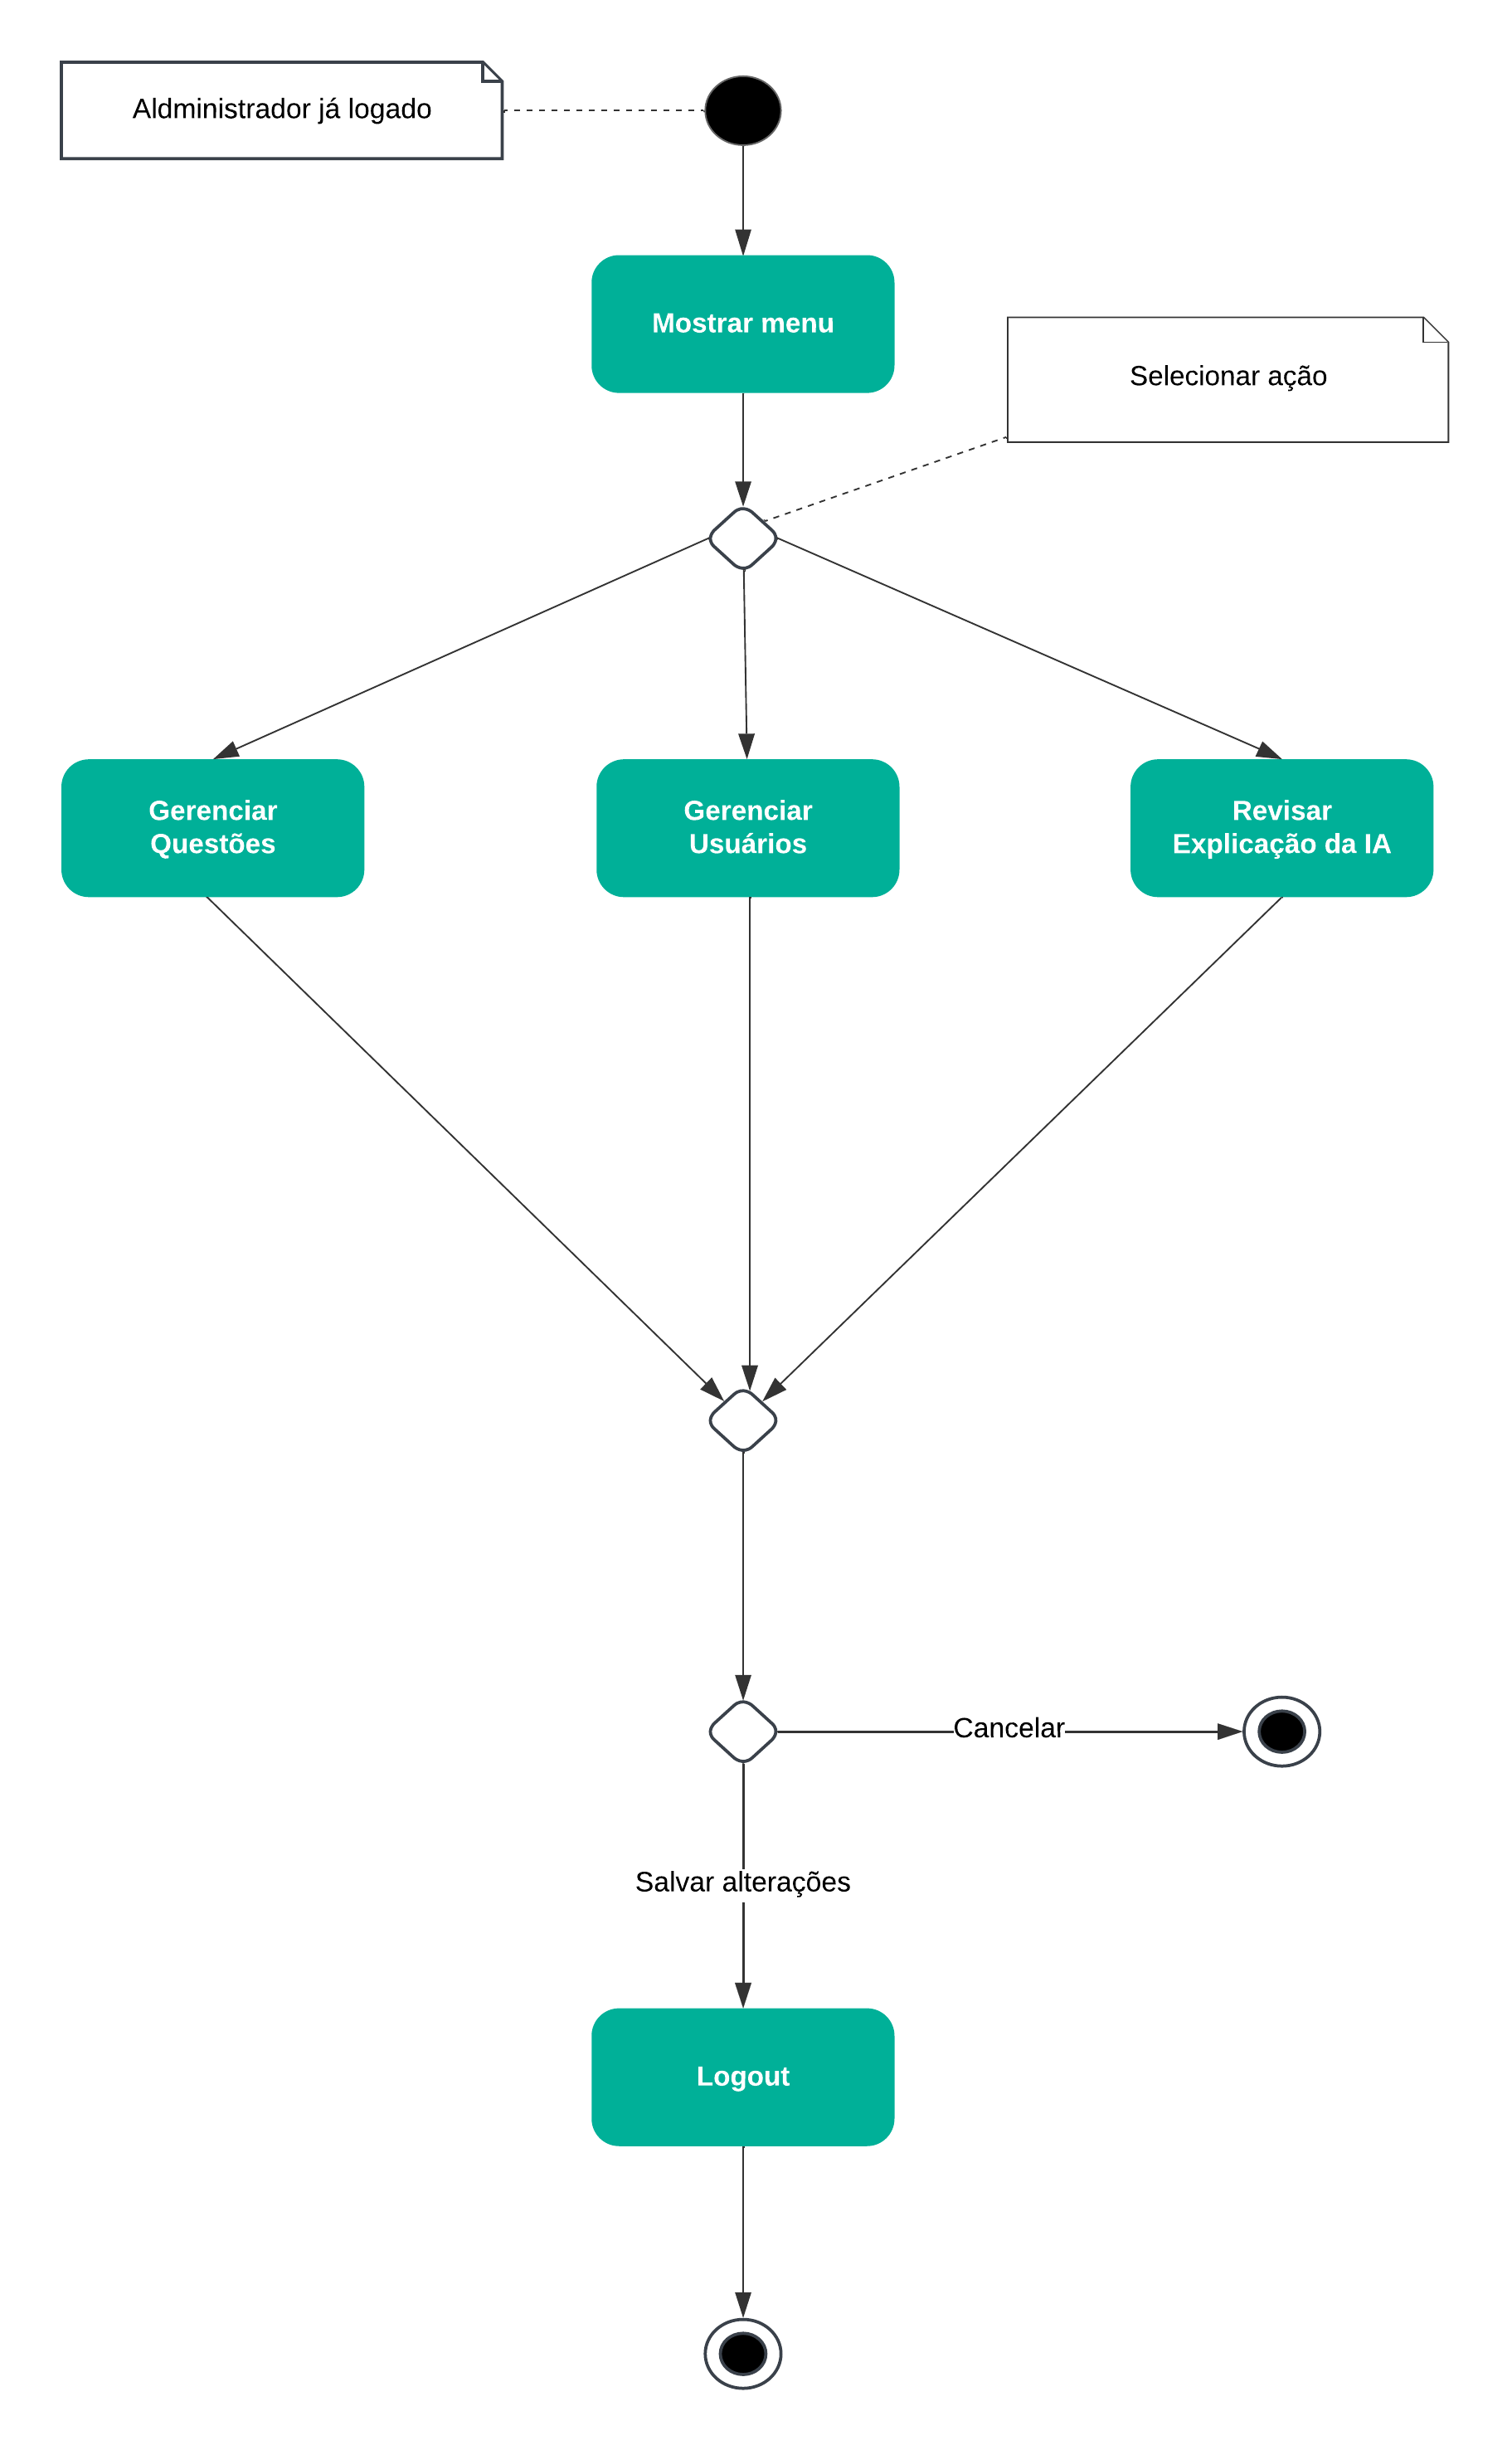 Aldministrador já logado
Mostrar menu
Selecionar ação
Gerenciar
Questões
Gerenciar
Usuários
Revisar
Explicação da IA
Cancelar
Salvar alterações
Logout